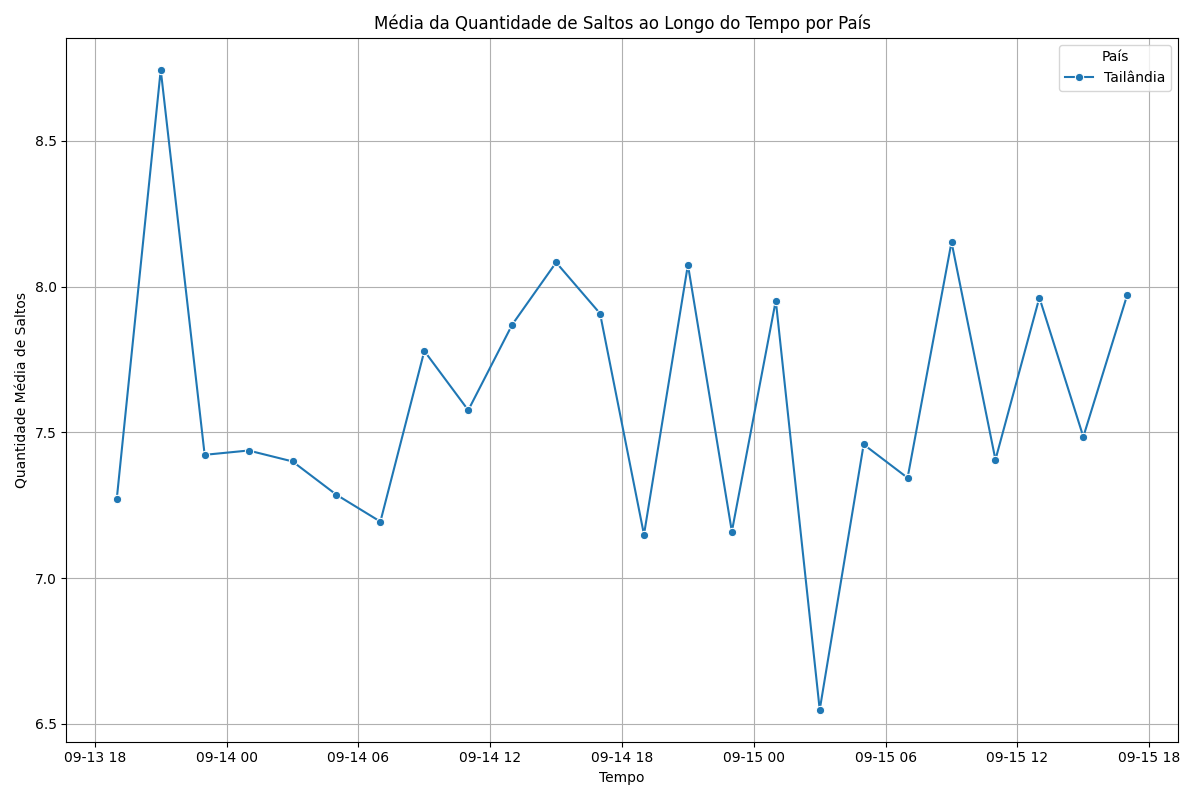 Média da Quantidade de Saltos ao Longo do Tempo por País
País
Tailândia
Quantidade Média de Saltos
8.5
8.0
7.5
7.0
6.5
09-13 18
09-14 00
09-14 06
09-14 12
09-14 18
09-15 00
09-15 06
09-15 12
09-15 18
Tempo